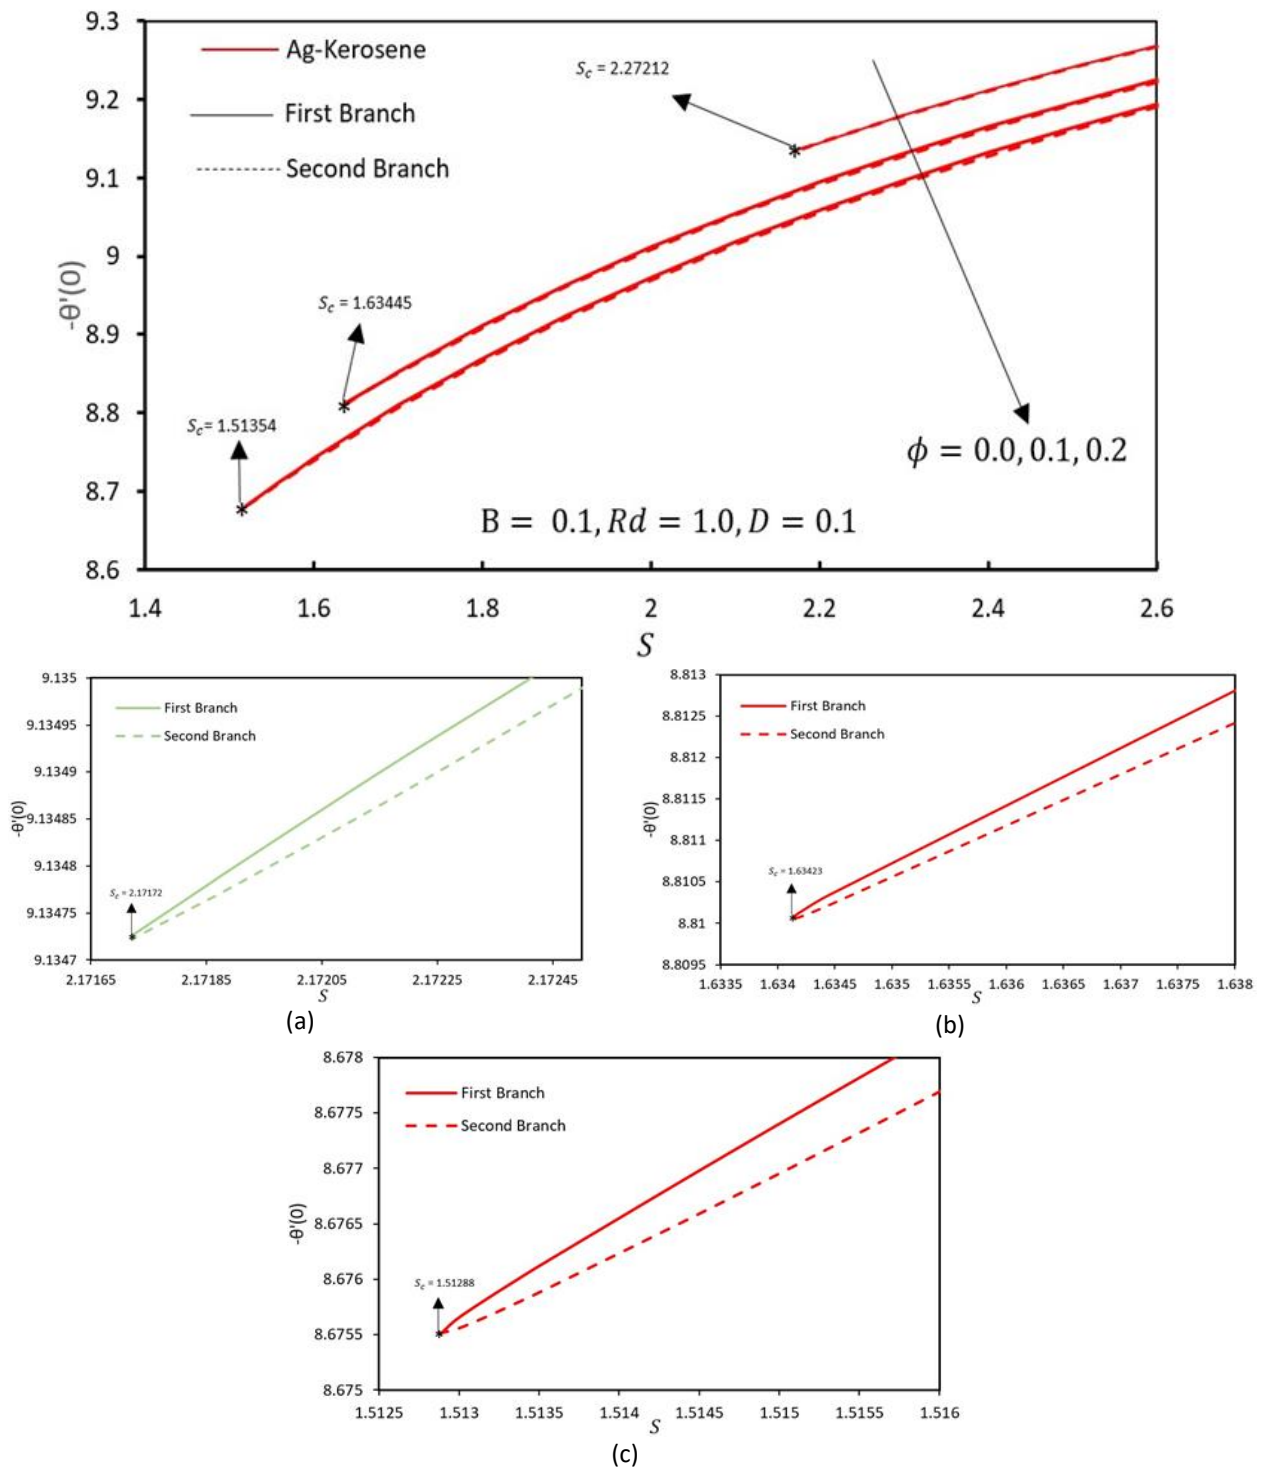 9.3
Ag-Kerosene
S_c = 2.27212
9.2
First Branch
Second Branch
9.1
9
-θ'(0)
S_c = 1.63445
8.9
8.8
S_c = 1.51354
ϕ = 0.0, 0.1, 0.2
8.7
B = 0.1, Rd = 1.0, D = 0.1
8.6
1.4 1.6 1.8 2 2.2 2.4 2.6
S
9.135
First Branch
9.13495
Second Branch
9.1349
-θ'(0)
9.13485
9.1348
S_c = 2.17172
9.13475
9.1347
2.17165 2.17185 2.17205 2.17225 2.17245
S
(a)
8.813
First Branch
8.8125
Second Branch
8.812
8.8115
-θ'(0)
8.811
S_c = 1.63423
8.8105
8.81
8.8095
1.6335 1.634 1.6345 1.635 1.6355 1.636 1.6365 1.637 1.6375 1.638
S
(b)
8.678
First Branch
8.6775
Second Branch
8.677
-θ'(0)
8.6765
8.676
S_c = 1.51288
8.6755
8.675
1.5125 1.513 1.5135 1.514 1.5145 1.515 1.5155 1.516
S
(c)